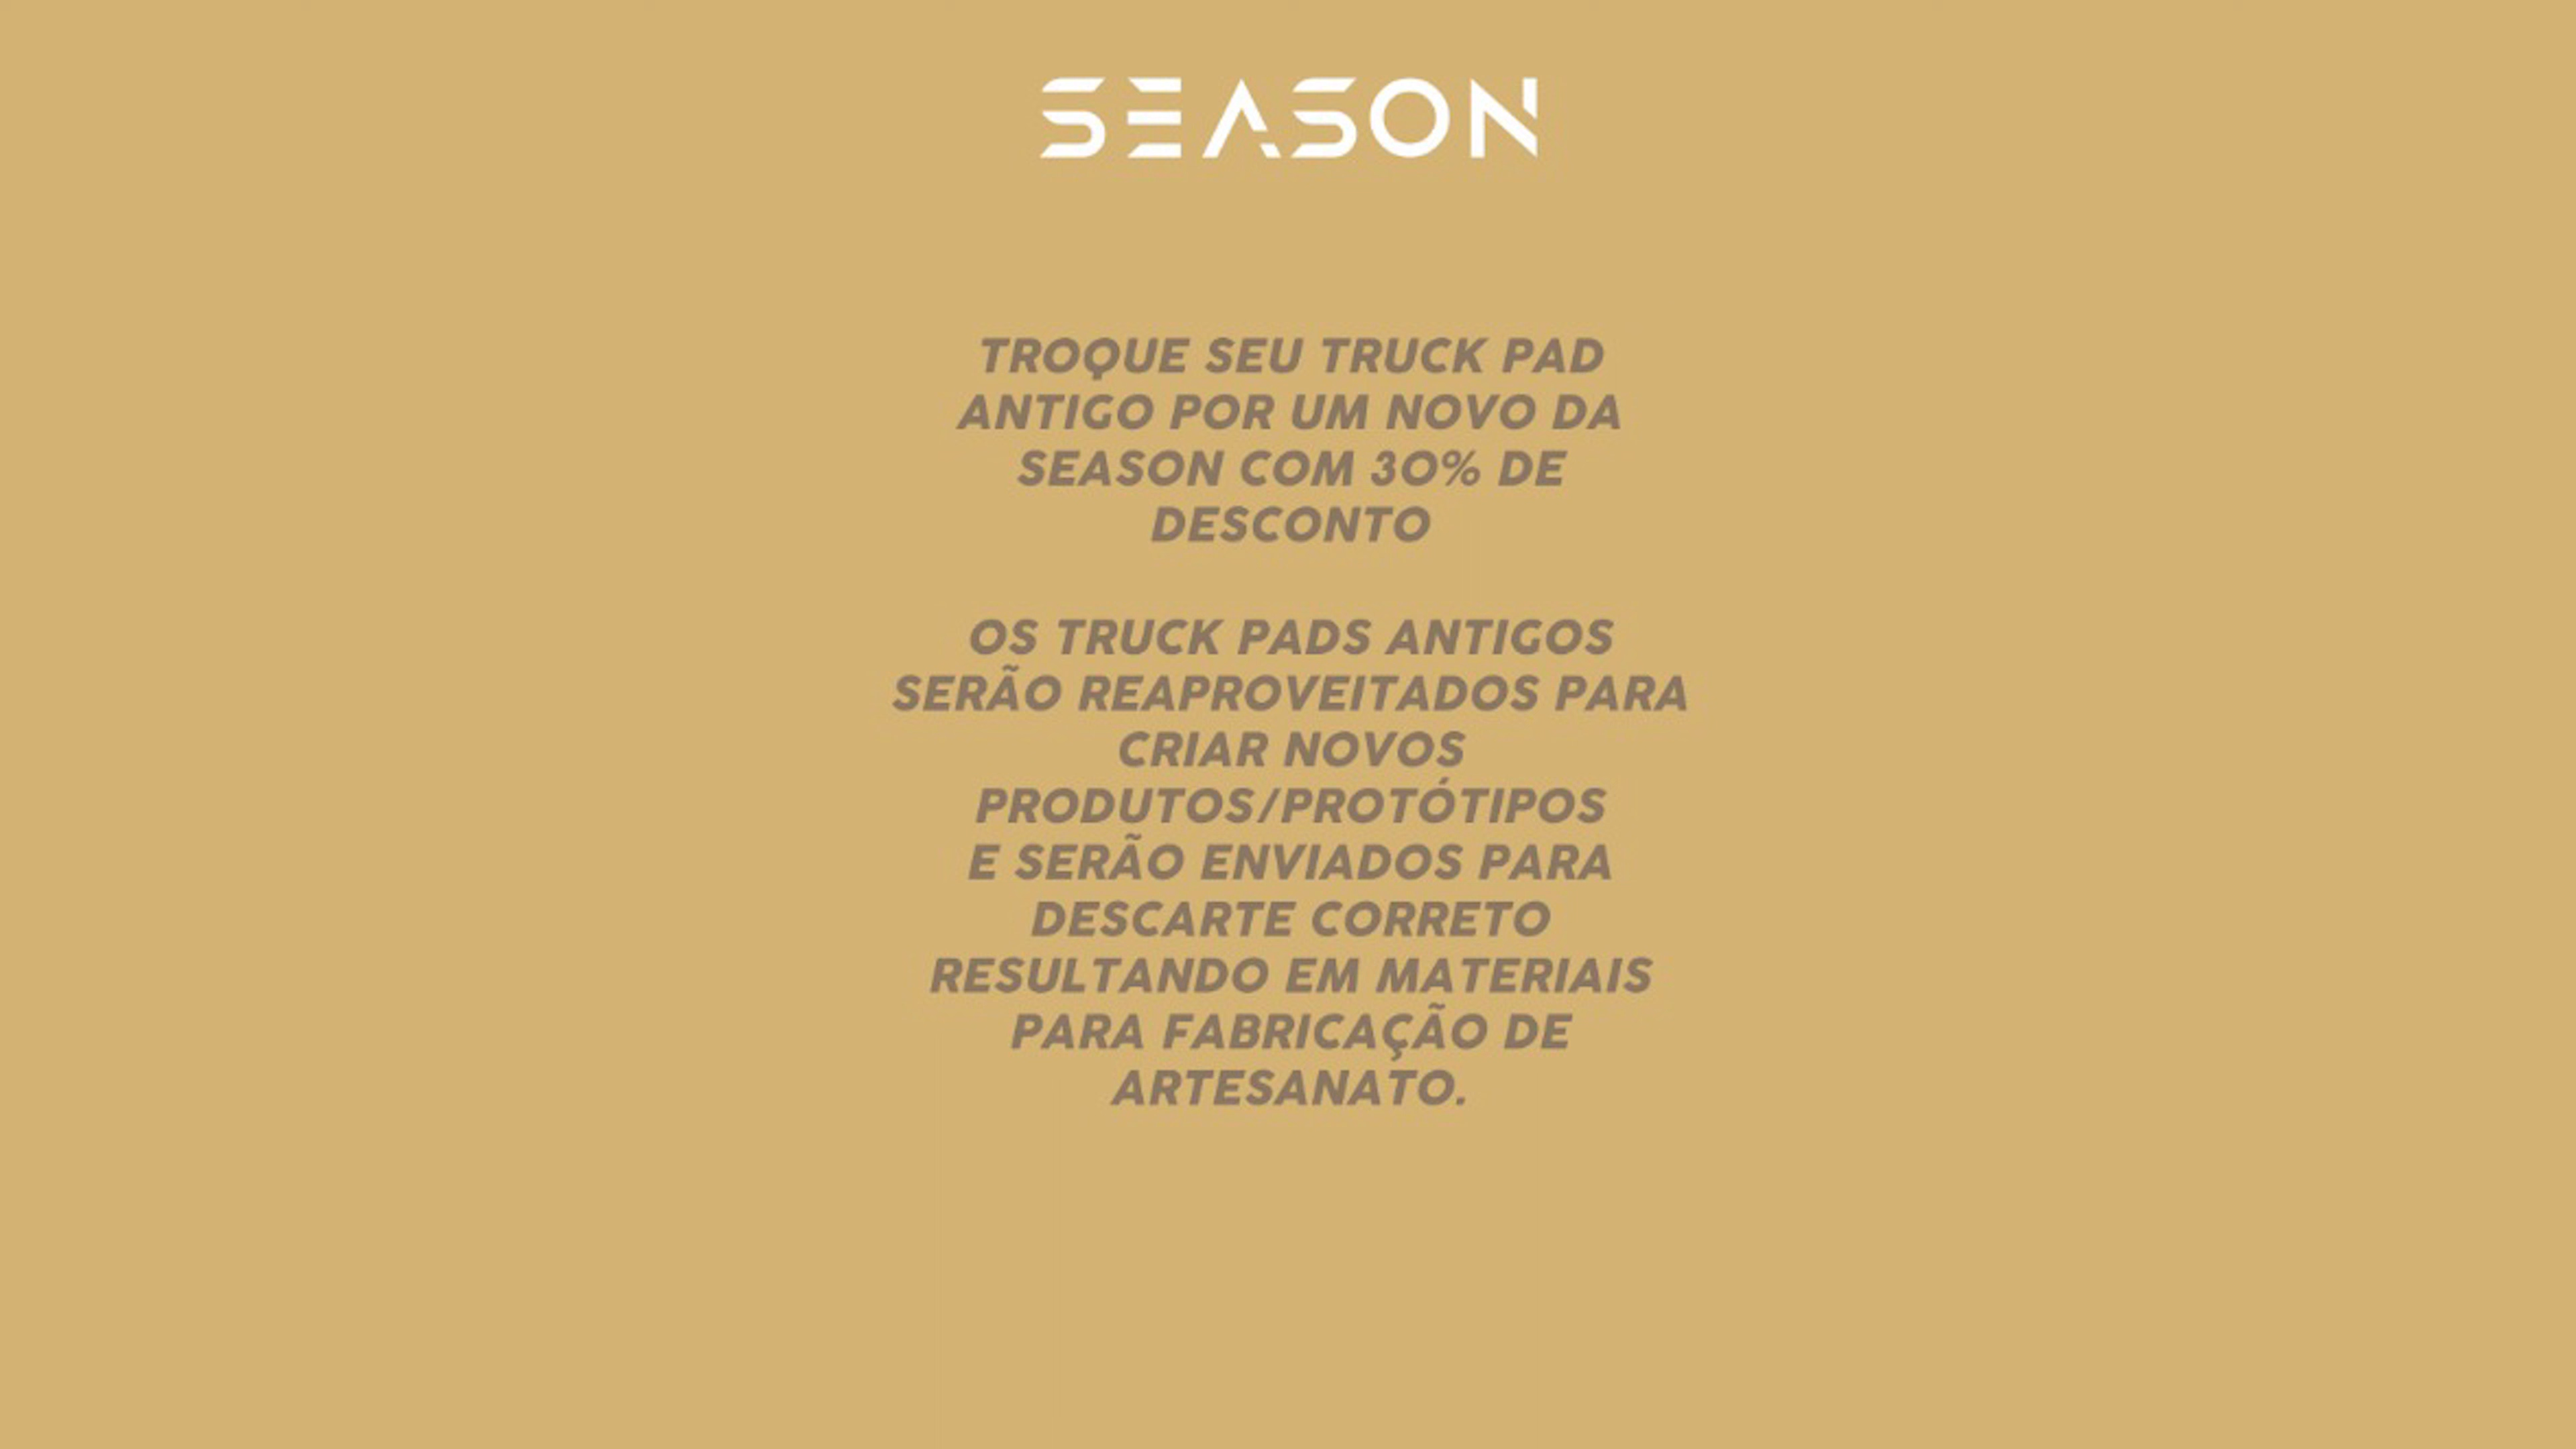 SEASON
TROQUE SEU TRUCK PAD
ANTIGO POR UM NOVO DA
SEASON COM 30% DE
DESCONTO
OS TRUCK PADS ANTIGOS
SERÃO REAPROVEITADOS PARA
CRIAR NOVOS
PRODUTOS/PROTÓTIPOS
E SERÃO ENVIADOS PARA
DESCARTE CORRETO
RESULTANDO EM MATERIAIS
PARA FABRICAÇÃO DE
ARTESANATO.